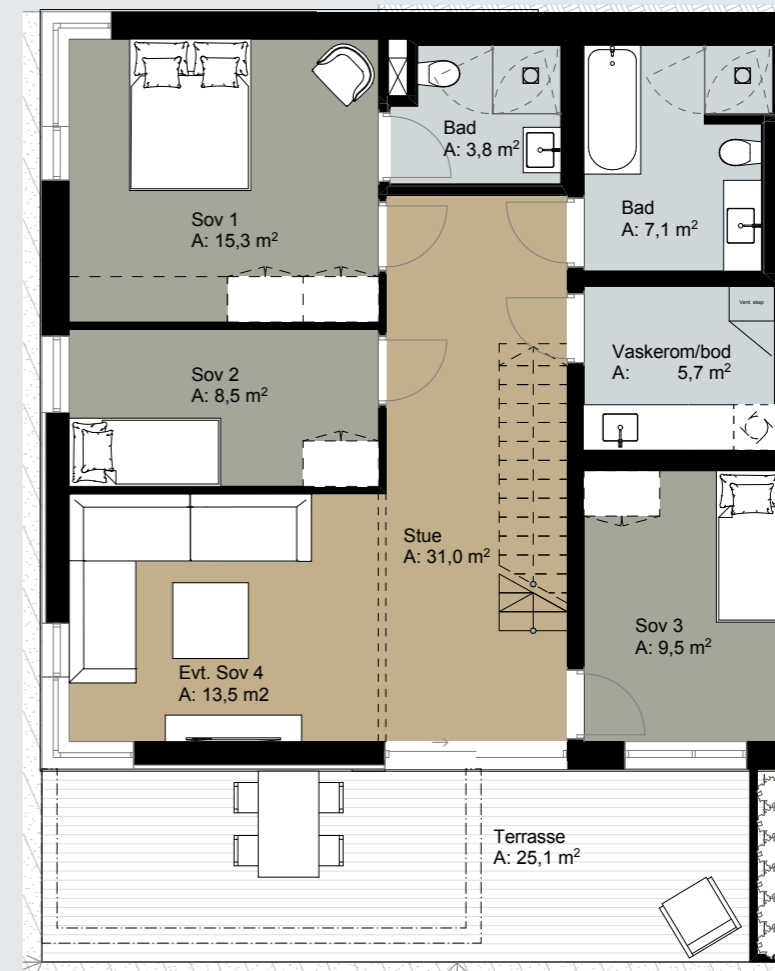 Bad
A: 3,8 m²
Bad
A: 7,1 m²
Sov 1
A: 15,3 m²
Vent. skap
Vaskerom/bod
A: 5,7 m²
Sov 2
A: 8,5 m²
Stue
A: 31,0 m²
Sov 3
A: 9,5 m²
Evt. Sov 4
A: 13,5 m2
Terrasse
A: 25,1 m²